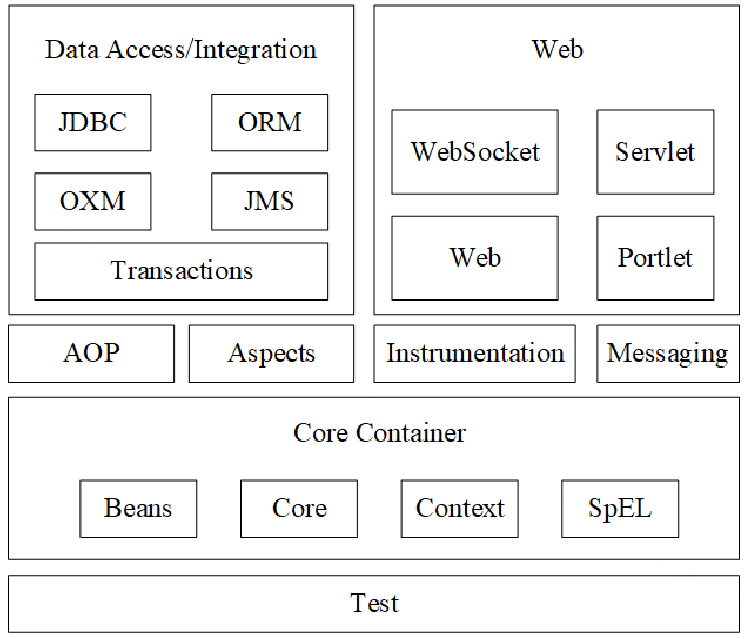 Data Access/Integration
JDBC
ORM
OXM
JMS
Transactions
Web
WebSocket
Servlet
Web
Portlet
AOP
Aspects
Instrumentation
Messaging
Core Container
Beans
Core
Context
SpEL
Test